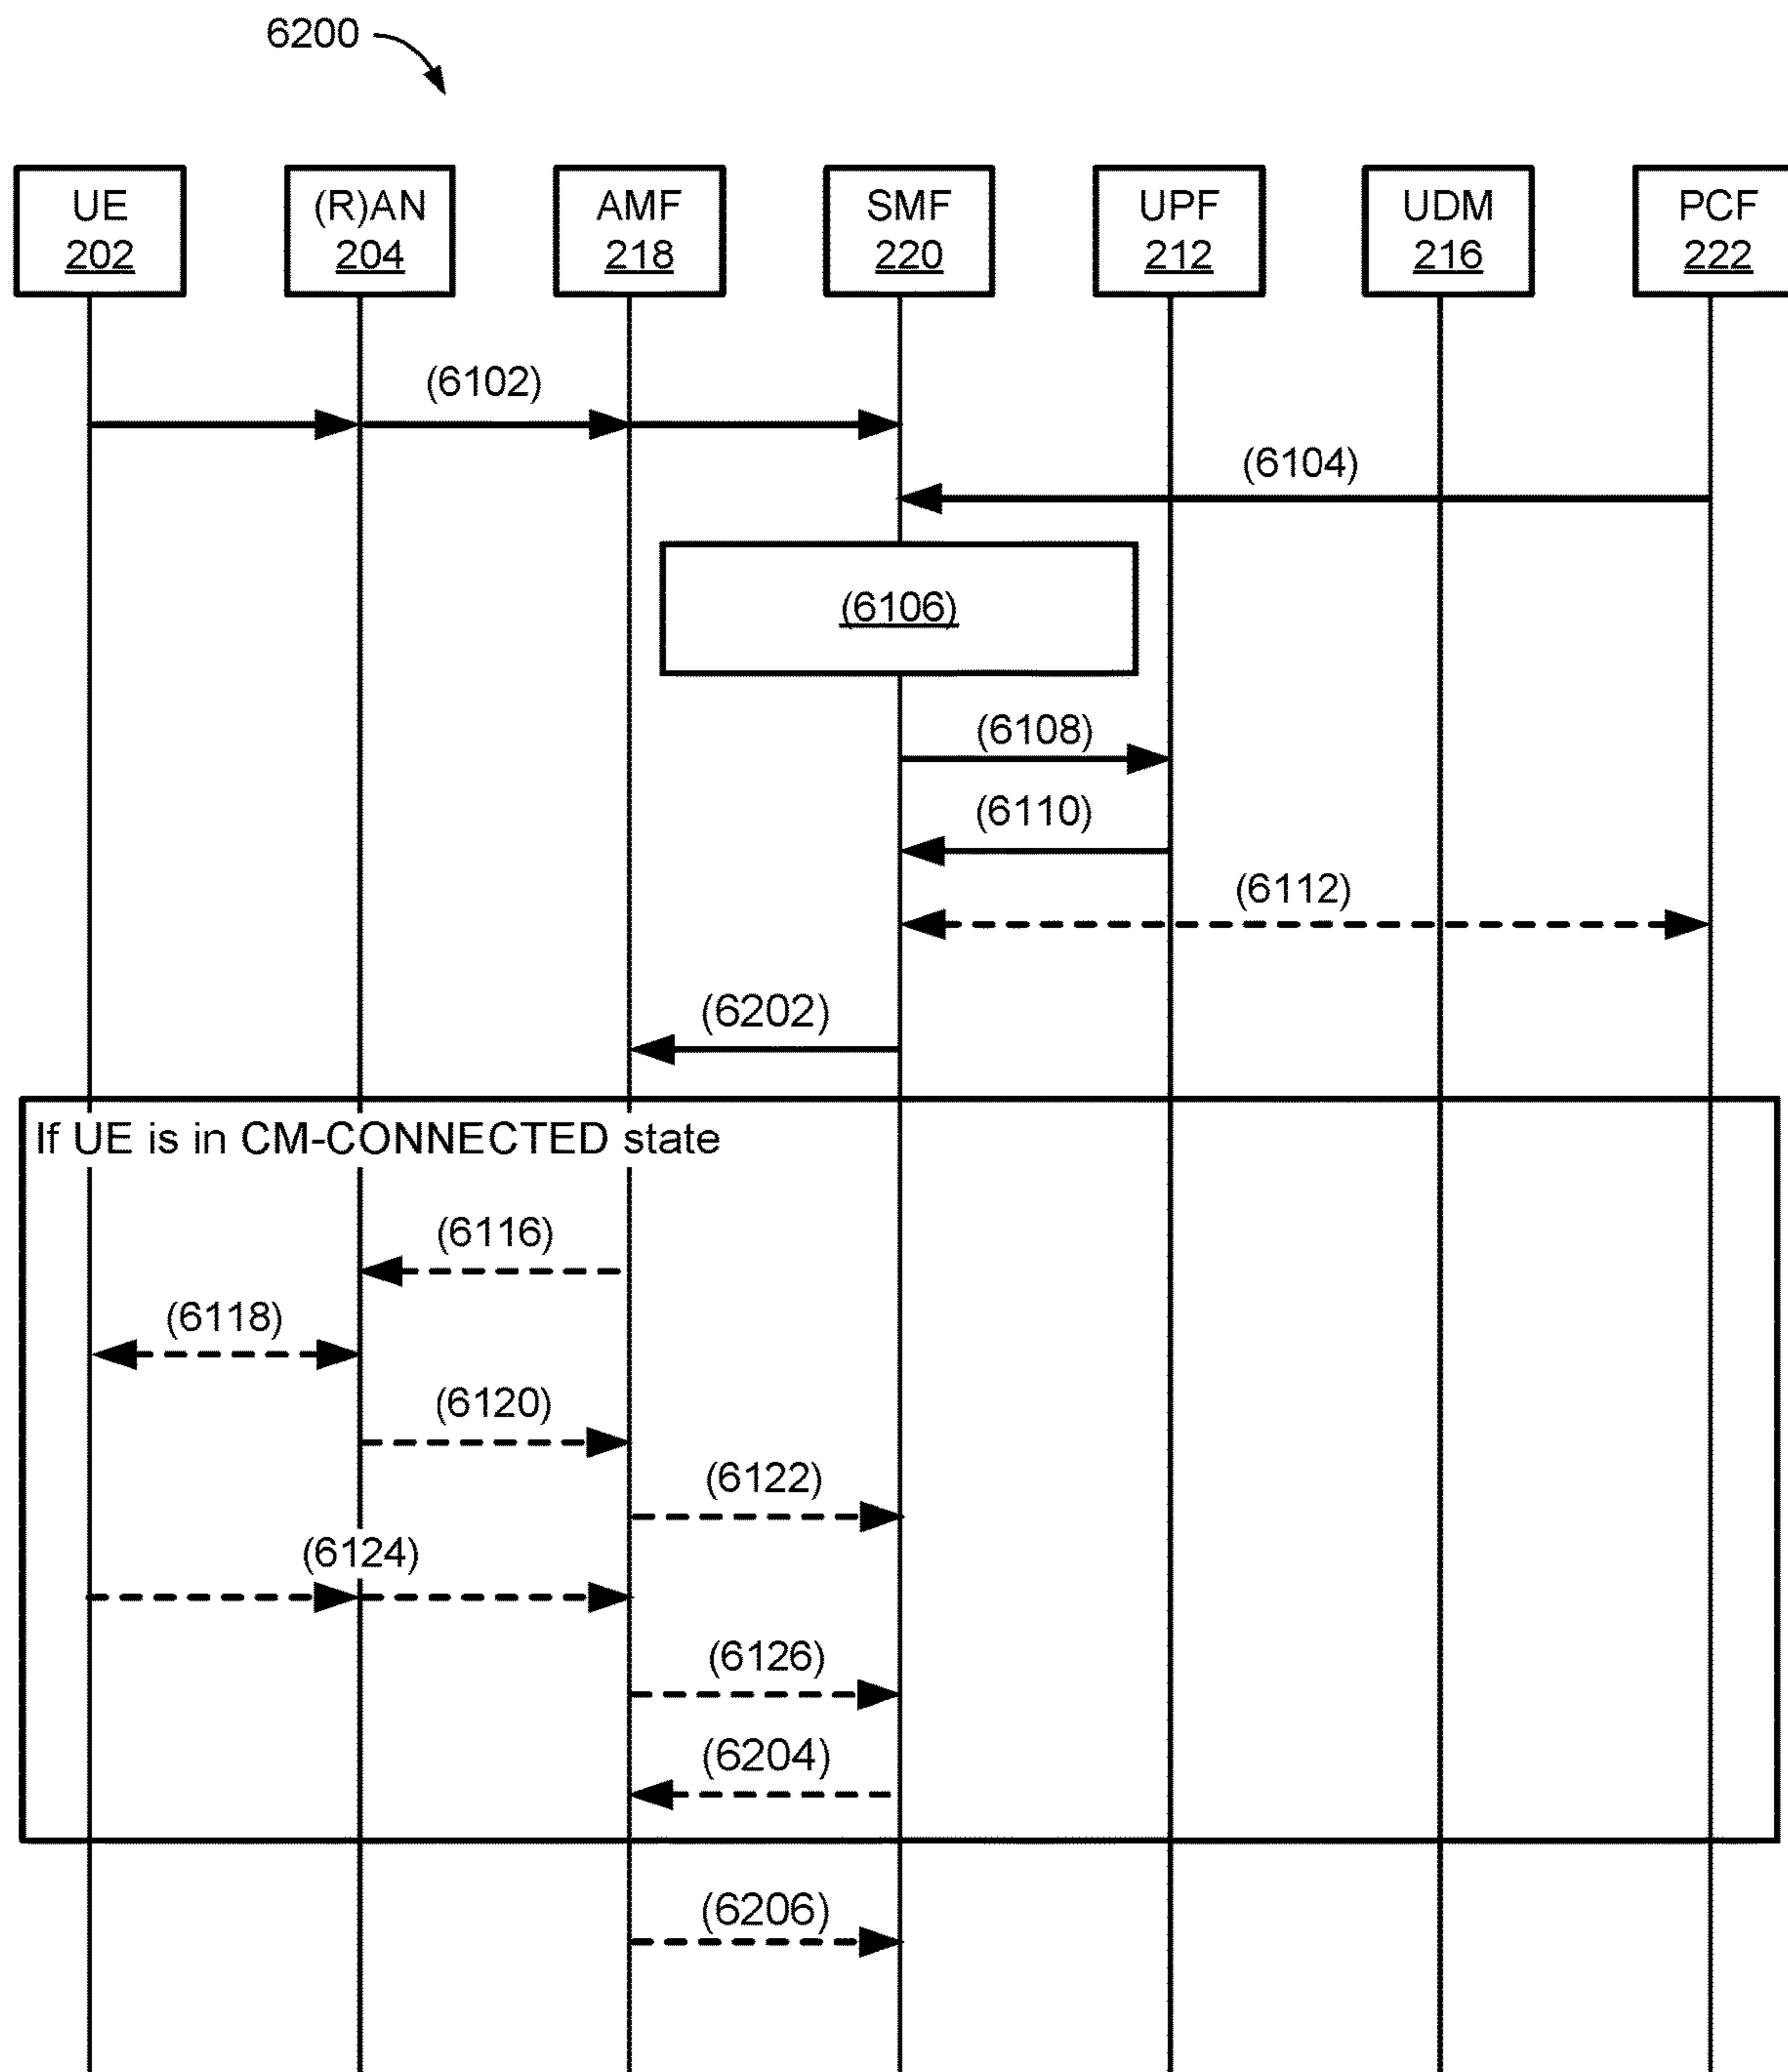 6200
UE
202
(R)AN
204
AMF
218
SMF
220
UPF
212
UDM
216
PCF
222
(6102)
(6104)
(6106)
(6108)
(6110)
(6112)
(6202)
If UE is in CM-CONNECTED state
(6116)
(6118)
(6120)
(6122)
(6124)
(6126)
(6204)
(6206)